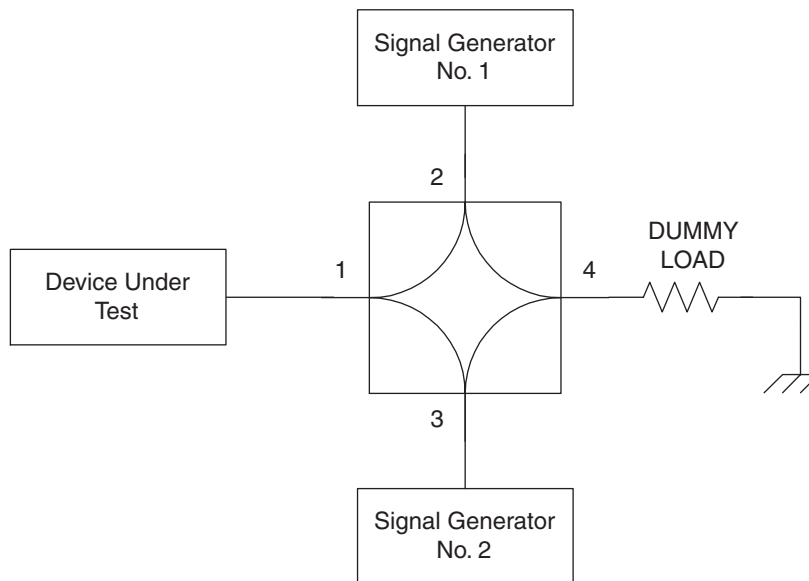 Signal Generator
No. 1
2
DUMMY
LOAD
1
4
Device Under
Test
3
Signal Generator
No. 2